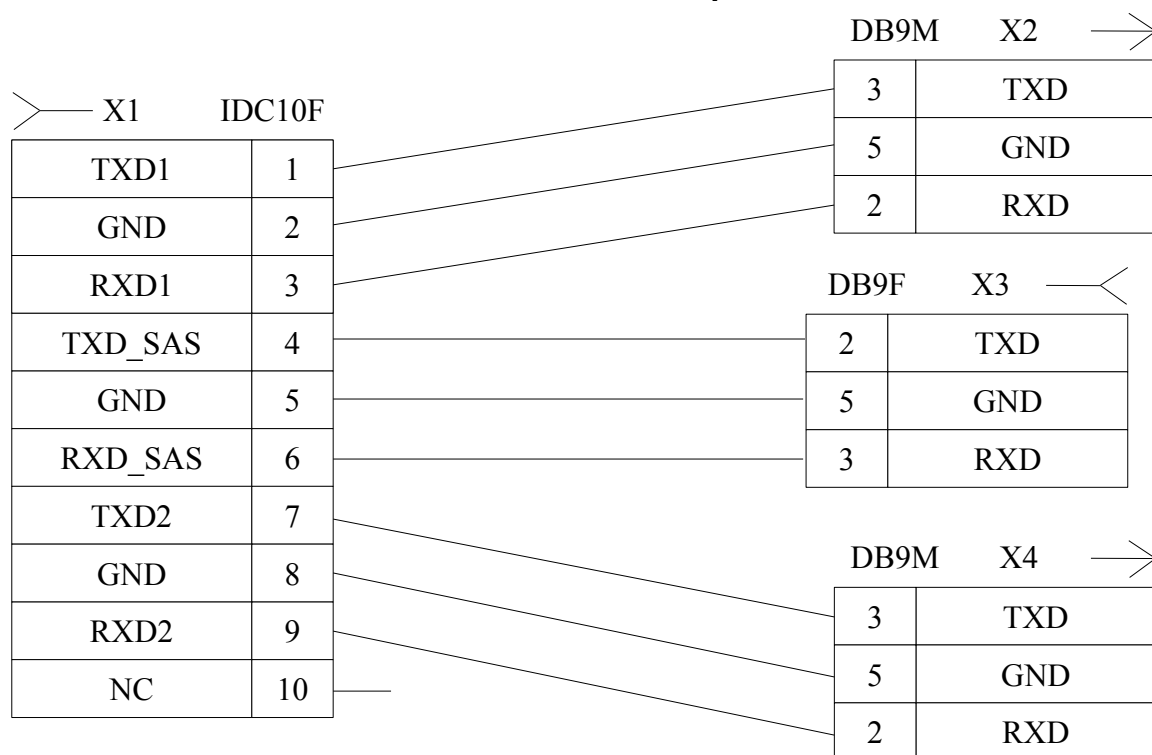 DB9M X2
3 TXD
5 GND
2 RXD
X1 IDC10F
TXD1 1
GND 2
RXD1 3
TXD_SAS 4
GND 5
RXD_SAS 6
TXD2 7
GND 8
RXD2 9
NC 10
DB9F X3
2 TXD
5 GND
3 RXD
DB9M X4
3 TXD
5 GND
2 RXD